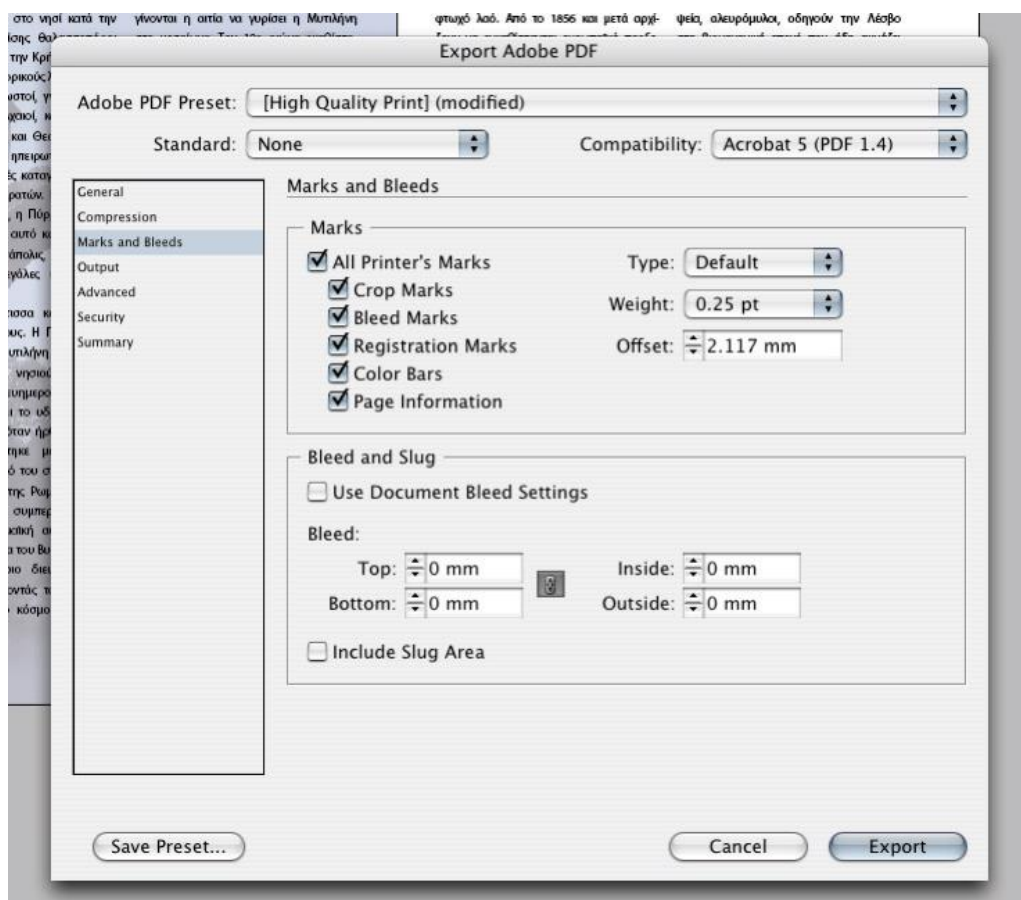 στο νησί κατά την γίνονται η αιτία να γυρίσει η Μυτιλήνη φτωχό λαό. Από το 1856 και μετά αρχί- ψεία, αλευρόμυλοι, οδηγούν την Λέσβο
Export Adobe PDF
Adobe PDF Preset: [High Quality Print] (modified)
Standard: None Compatibility: Acrobat 5 (PDF 1.4)
General
Compression
Marks and Bleeds
Output
Advanced
Security
Summary
Marks and Bleeds
Marks
All Printer's Marks Type: Default
Crop Marks Weight: 0.25 pt
Bleed Marks
Registration Marks Offset: 2.117 mm
Color Bars
Page Information
Bleed and Slug
Use Document Bleed Settings
Bleed:
Top: 0 mm Inside: 0 mm
Bottom: 0 mm Outside: 0 mm
Include Slug Area
Save Preset... Cancel Export